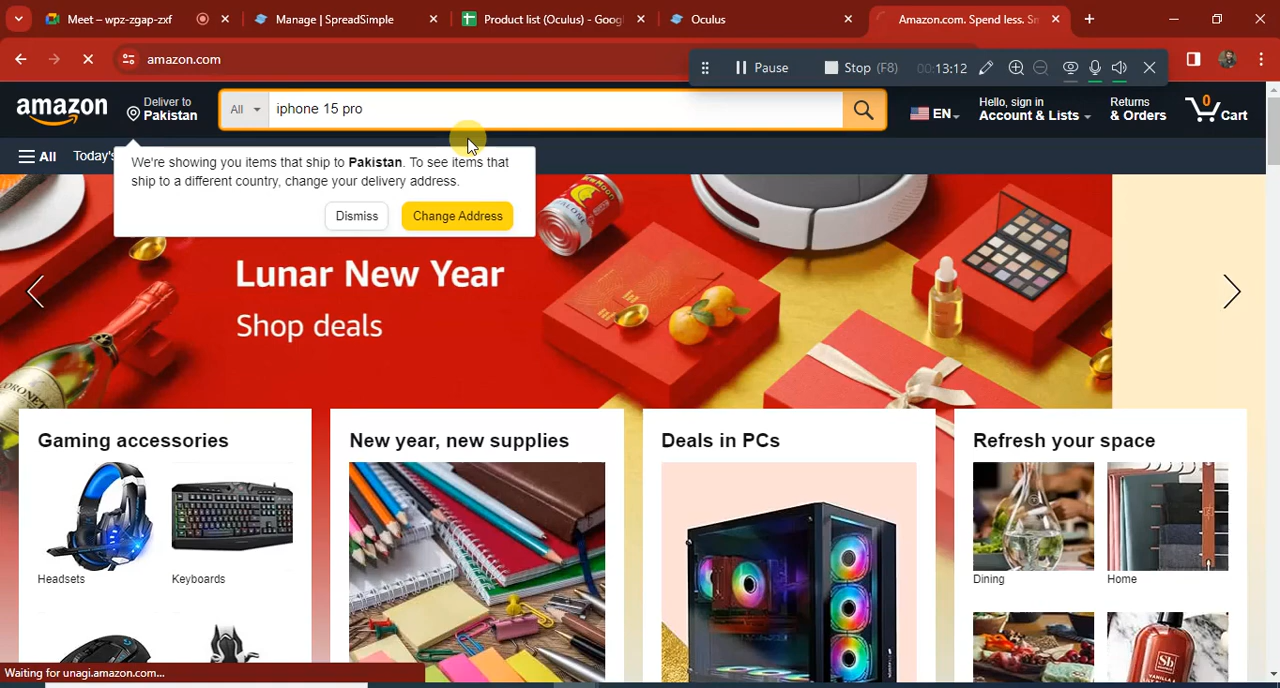 Meet – wpz-zgap-zxf
Manage | SpreadSimple
Product list (Oculus) - Goog
Oculus
Amazon.com. Spend less. Sm
amazon.com
Pause
Stop (F8)
00:13:12
amazon
Deliver to
Pakistan
All
iphone 15 pro
EN
Hello, sign in
Account & Lists
Returns
& Orders
0
Cart
All
Today's
We're showing you items that ship to Pakistan. To see items that
ship to a different country, change your delivery address.
Dismiss
Change Address
Lunar New Year
Shop deals
Gaming accessories
New year, new supplies
Deals in PCs
Refresh your space
Headsets
Keyboards
Dining
Home
Waiting for unagi.amazon.com...